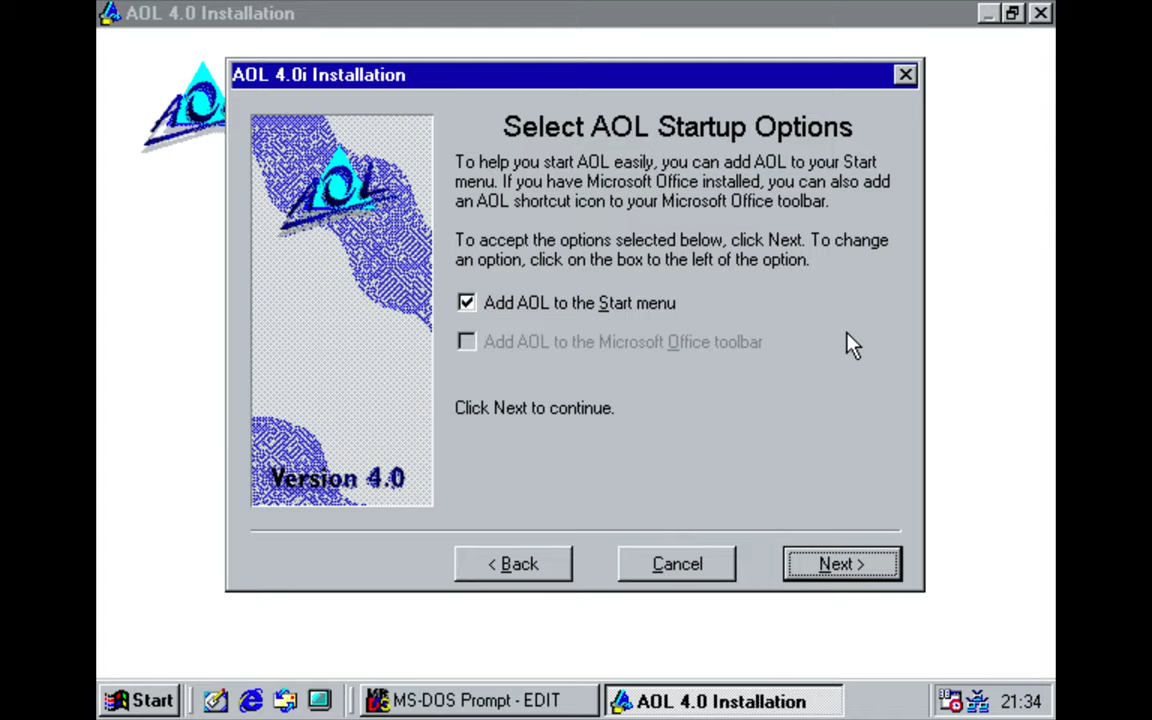 AOL 4.0 Installation
AOL
AOL 4.0i Installation
AOL
Version 4.0
Select AOL Startup Options
To help you start AOL easily, you can add AOL to your Start
menu. If you have Microsoft Office installed, you can also add
an AOL shortcut icon to your Microsoft Office toolbar.
To accept the options selected below, click Next. To change
an option, click on the box to the left of the option.
Add AOL to the Start menu
Add AOL to the Microsoft Office toolbar
Click Next to continue.
< Back
Cancel
Next >
Start
MS-DOS Prompt - EDIT
AOL 4.0 Installation
21:34